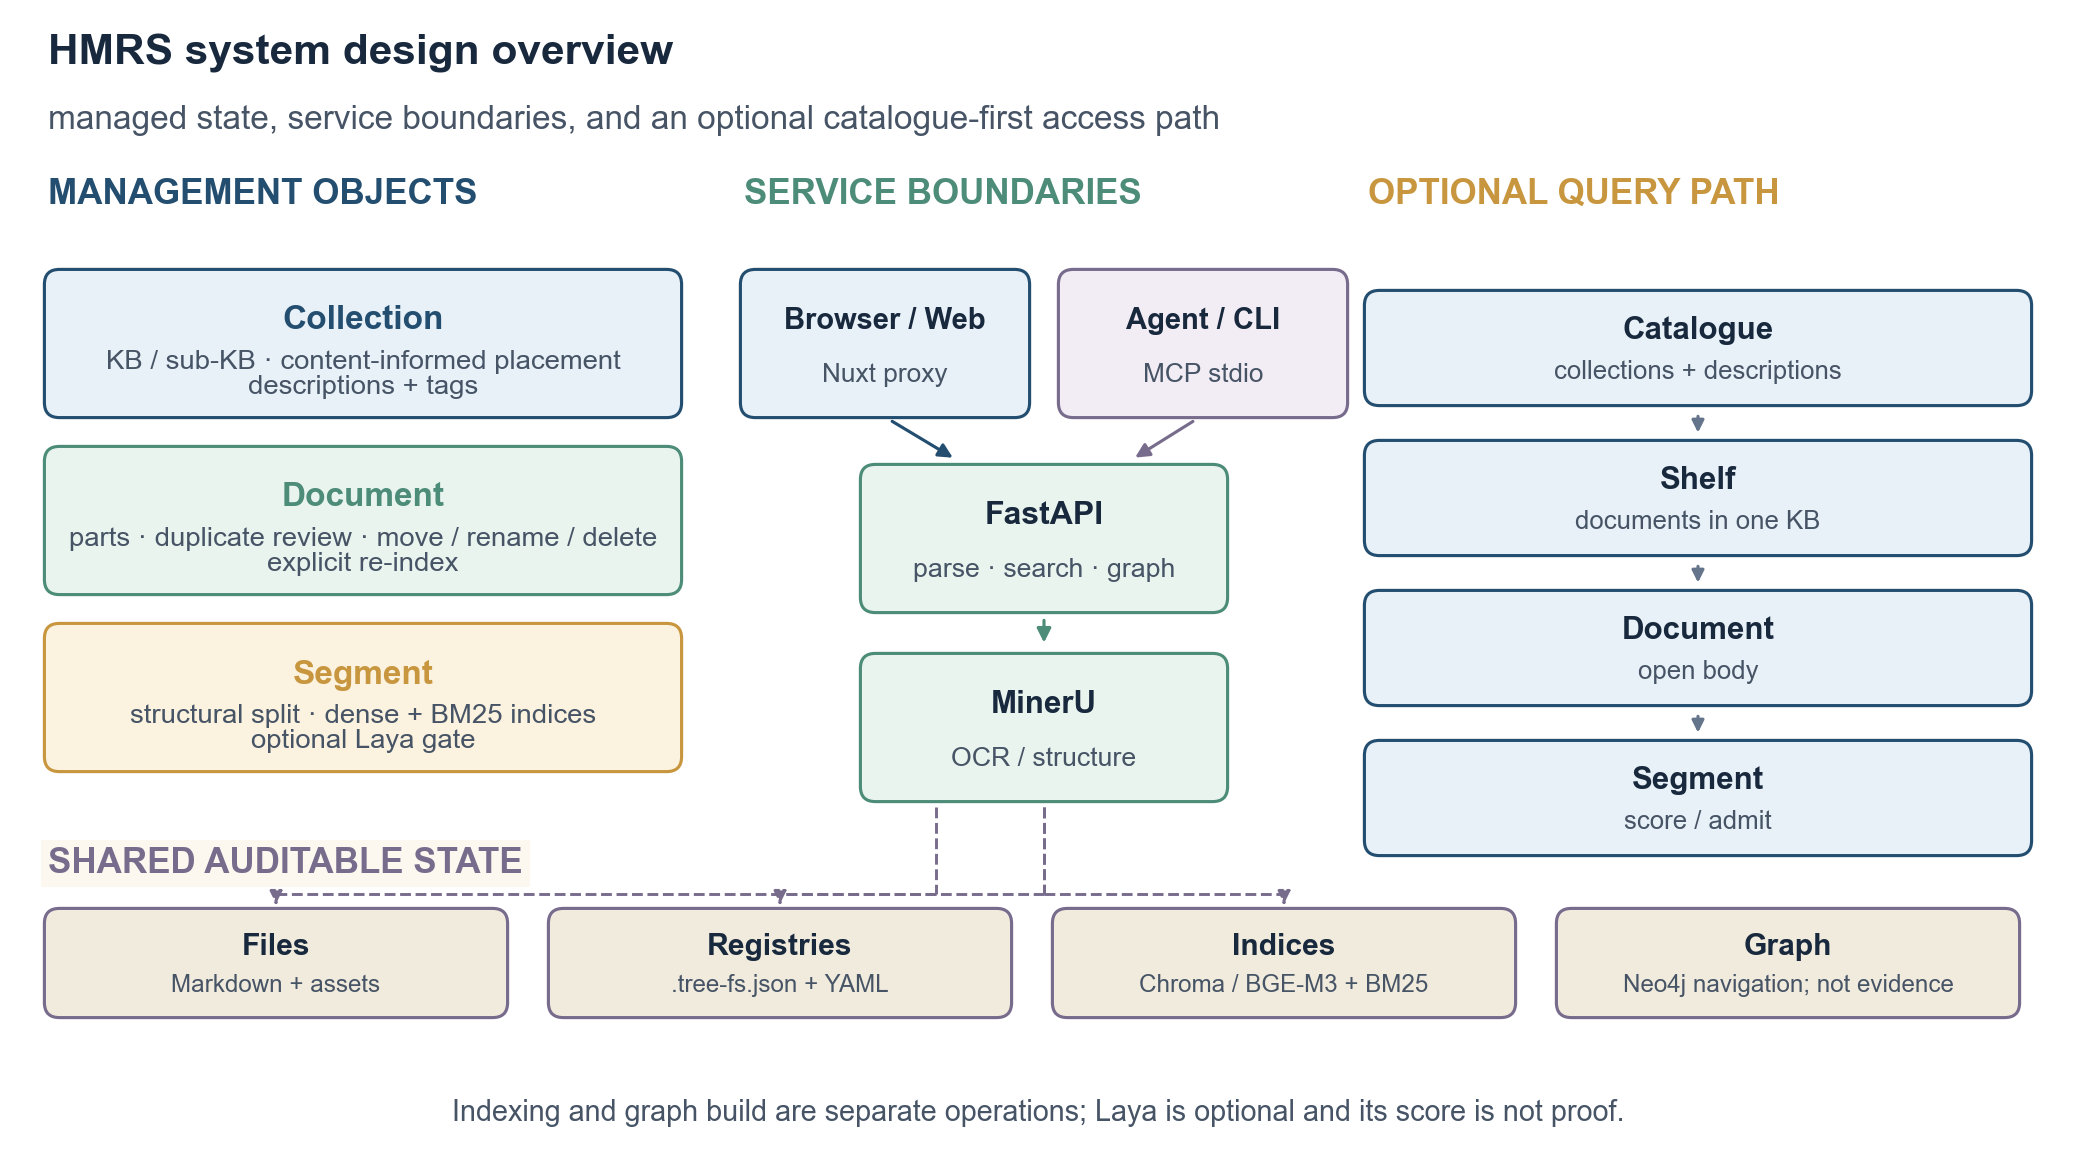 HMRS system design overview
managed state, service boundaries, and an optional catalogue-first access path
MANAGEMENT OBJECTS
Collection
KB / sub-KB · content-informed placement
descriptions + tags
Document
parts · duplicate review · move / rename / delete
explicit re-index
Segment
structural split · dense + BM25 indices
optional Laya gate
SERVICE BOUNDARIES
Browser / Web
Nuxt proxy
Agent / CLI
MCP stdio
FastAPI
parse · search · graph
MinerU
OCR / structure
OPTIONAL QUERY PATH
Catalogue
collections + descriptions
Shelf
documents in one KB
Document
open body
Segment
score / admit
SHARED AUDITABLE STATE
Files
Markdown + assets
Registries
.tree-fs.json + YAML
Indices
Chroma / BGE-M3 + BM25
Graph
Neo4j navigation; not evidence
Indexing and graph build are separate operations; Laya is optional and its score is not proof.